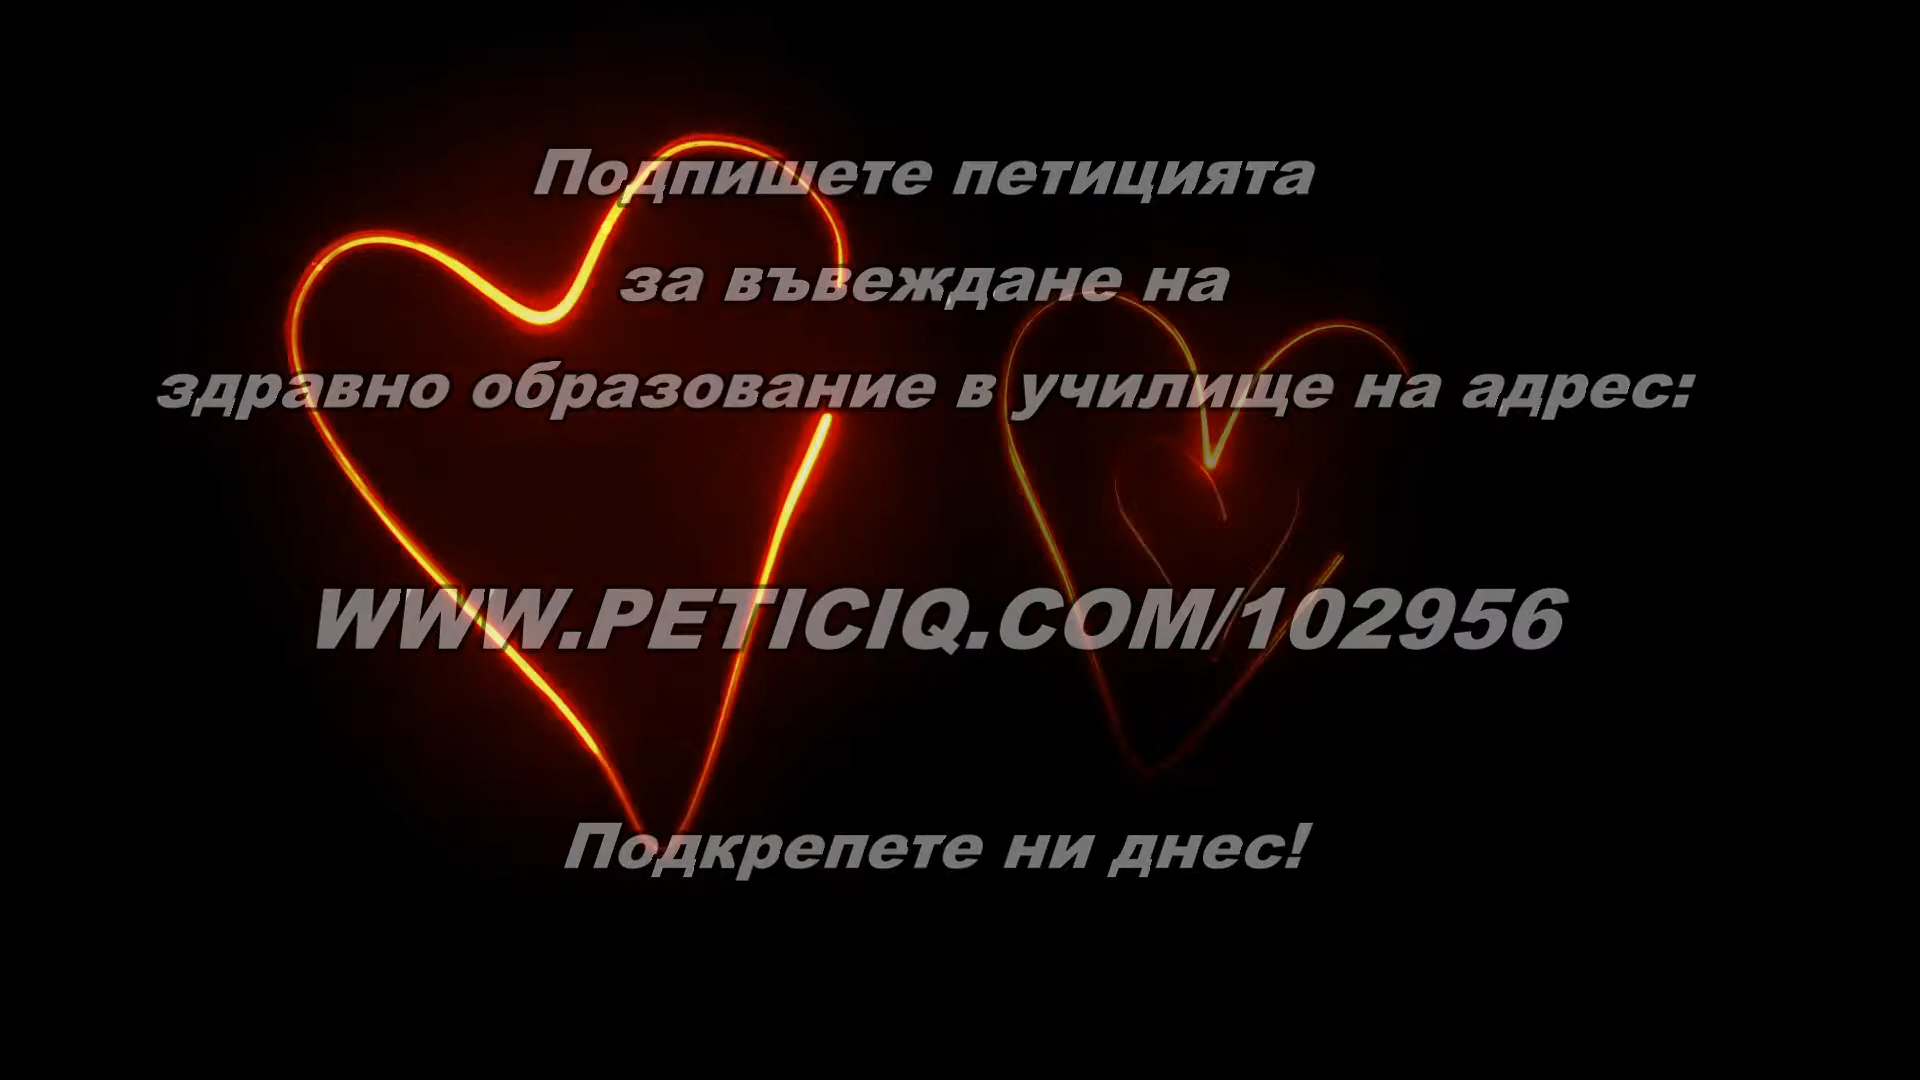 Подпишете петицията
за въвеждане на
здравно образование в училище на адрес:
WWW.PETICIQ.COM/102956
Подкрепете ни днес!